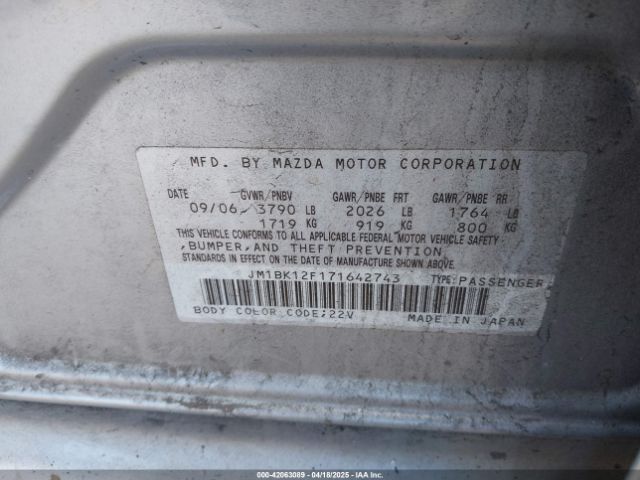 MFD. BY MAZDA MOTOR CORPORATION
DATE GVWR/PNBV GAWR/PNBE FRT GAWR/PNBE RR
09/06 3790 LB 2026 LB 1764 LB
1719 KG 919 KG 800 KG
THIS VEHICLE CONFORMS TO ALL APPLICABLE FEDERAL MOTOR VEHICLE SAFETY
,BUMPER,AND THEFT PREVENTION
STANDARDS IN EFFECT ON THE DATE OF MANUFACTURE SHOWN ABOVE.
JM1BK12F171642743 TYPE:PASSENGER
BODY COLOR CODE:22V MADE IN JAPAN
000-42063089 - 04/18/2025 - IAAI.com